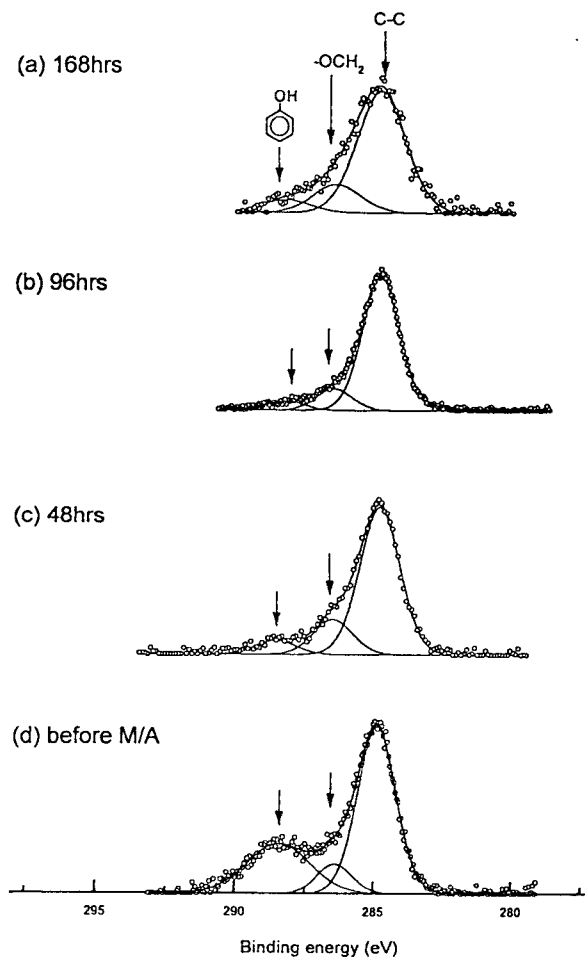 C-C
(a) 168hrs
-OCH₂
OH
(b) 96hrs
(c) 48hrs
(d) before M/A
295 290 285 280
Binding energy (eV)